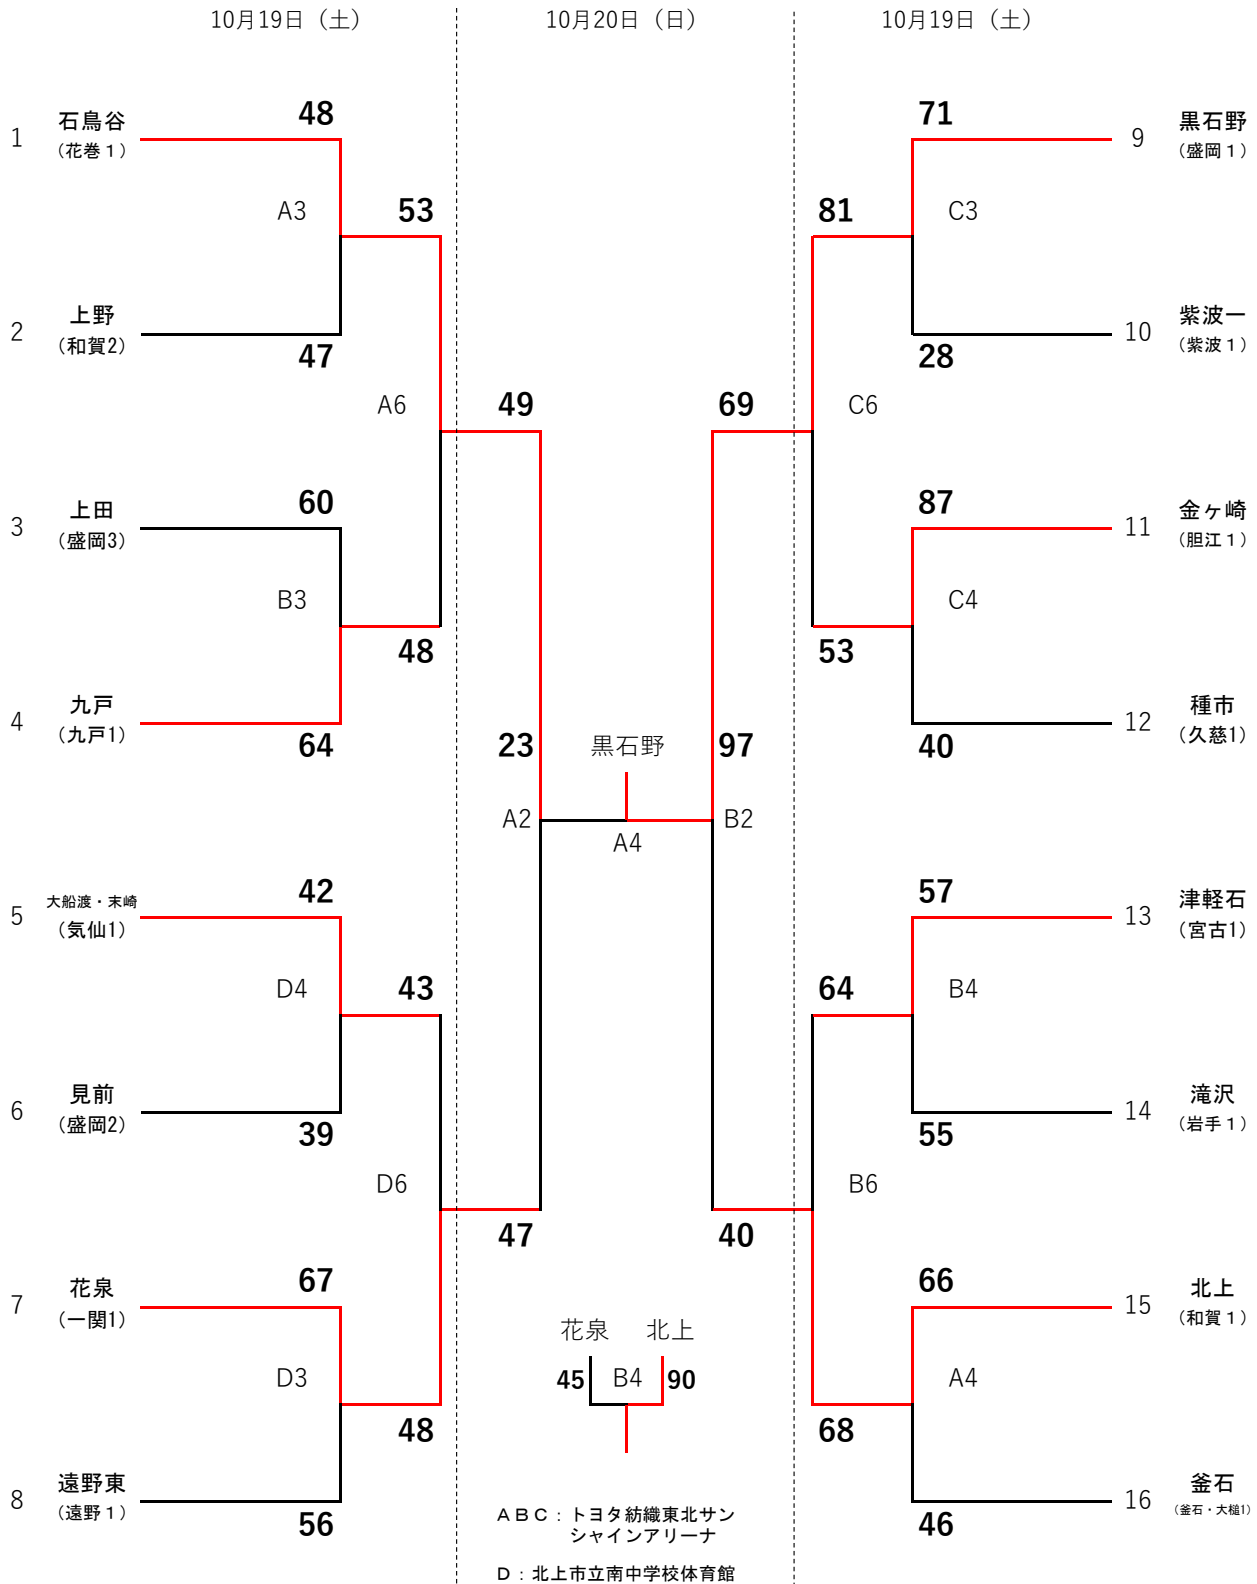 10月19日（土）
10月20日（日）
10月19日（土）
48
71
1
石鳥谷
(花巻１)
9
黒石野
(盛岡１)
A3
53
81
C3
2
上野
(和賀2)
47
10
紫波一
(紫波１)
28
A6
49
69
C6
3
上田
(盛岡3)
60
87
11
金ヶ崎
(胆江１)
B3
C4
48
53
4
九戸
(九戸1)
64
12
種市
(久慈1)
40
23
黒石野
97
A2
A4
B2
5
大船渡・末崎
(気仙1)
42
57
13
津軽石
(宮古1)
D4
43
64
B4
6
見前
(盛岡2)
39
14
滝沢
(岩手１)
55
D6
47
40
B6
7
花泉
(一関1)
67
66
15
北上
(和賀１)
花泉
北上
45
B4
90
D3
A4
48
68
8
遠野東
(遠野１)
56
16
釜石
(釜石・大槌1)
46
ＡＢＣ：トヨタ紡織東北サン
シャインアリーナ
Ｄ：北上市立南中学校体育館